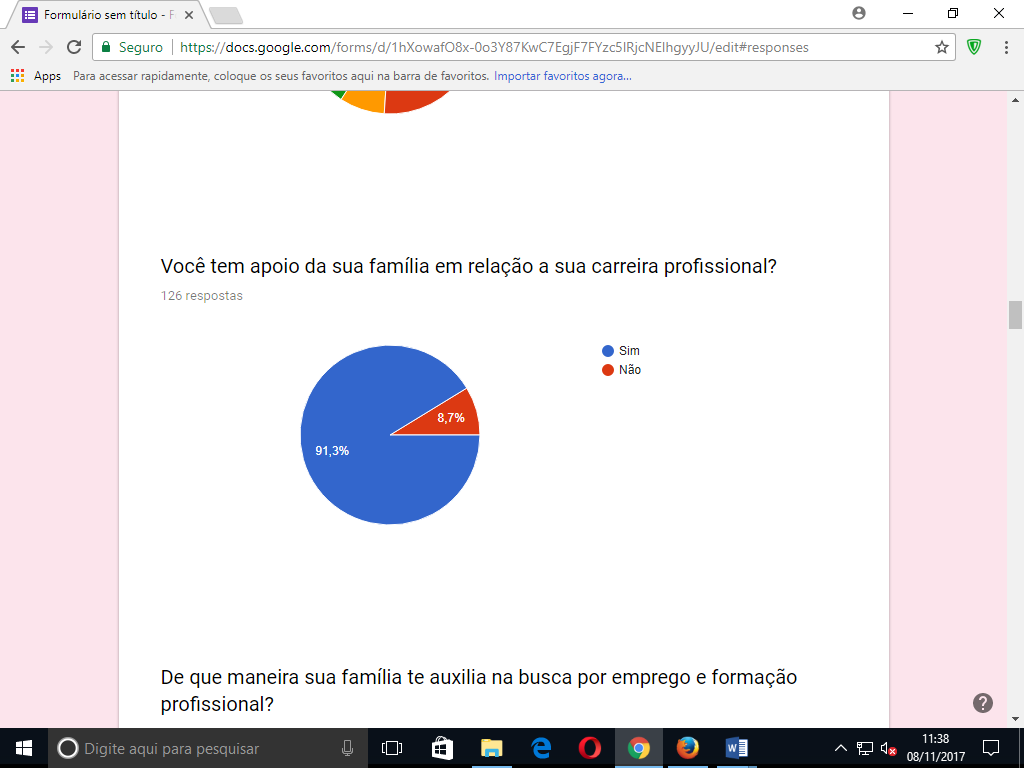 Formulário sem título - F
Seguro
https://docs.google.com/forms/d/1hXowafO8x-0o3Y87KwC7EgjF7FYzc5lRjcNElhgyyJU/edit#responses
Apps
Para acessar rapidamente, coloque os seus favoritos aqui na barra de favoritos. Importar favoritos agora...
Você tem apoio da sua família em relação a sua carreira profissional?
126 respostas
Sim
Não
8,7%
91,3%
De que maneira sua família te auxilia na busca por emprego e formação
profissional?
Digite aqui para pesquisar
11:38
08/11/2017